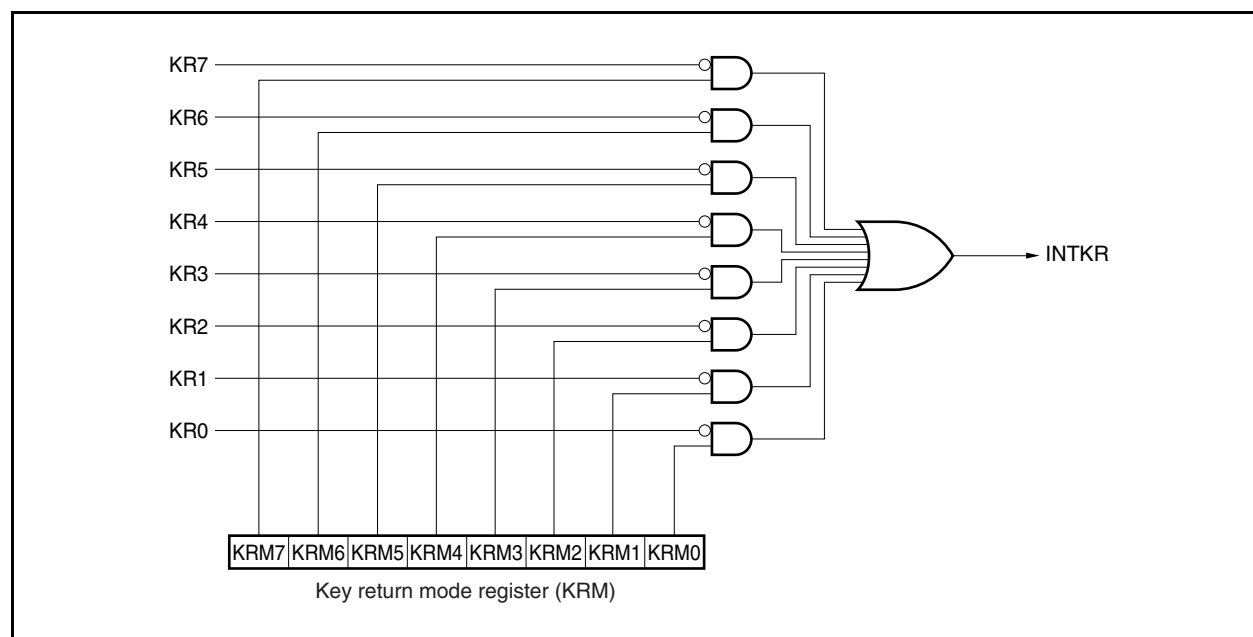 KR7
KR6
KR5
KR4
KR3
KR2
KR1
KR0
INTKR
KRM7 KRM6 KRM5 KRM4 KRM3 KRM2 KRM1 KRM0
Key return mode register (KRM)